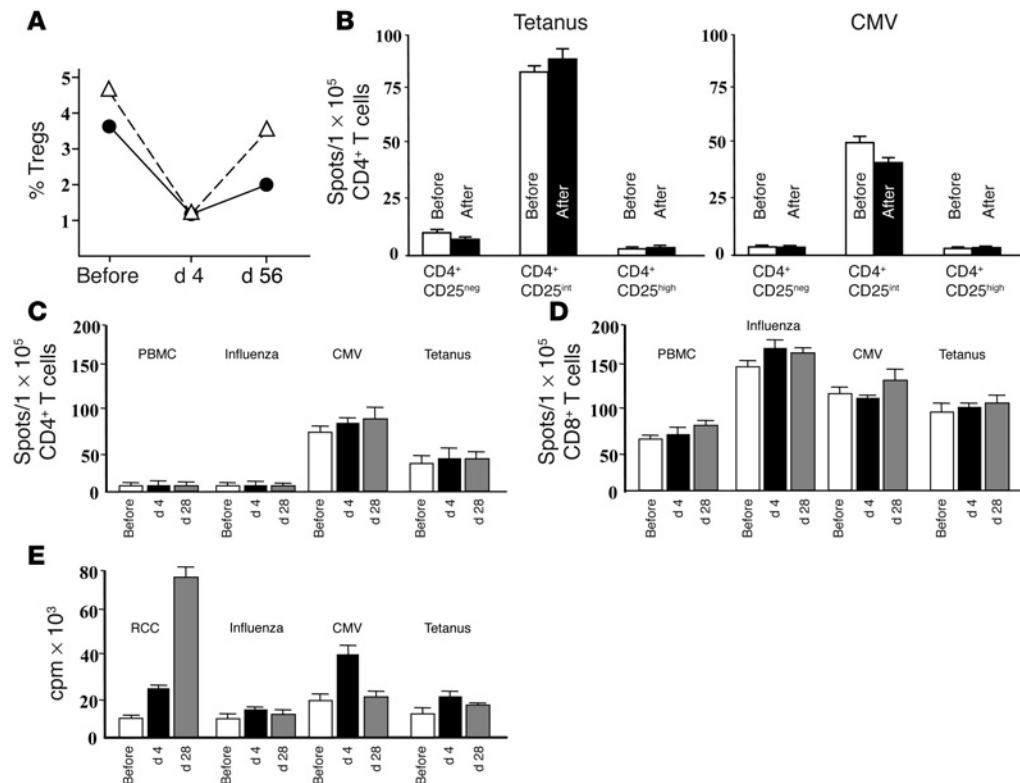 A
% Tregs
5
4
3
2
1
Before
d 4
d 56
B
Tetanus
Spots/1 × 10⁵
CD4⁺ T cells
100
75
50
25
0
Before
After
Before
After
Before
After
CD4⁺
CD25ⁿᵉᵍ
CD4⁺
CD25ⁱⁿᵗ
CD4⁺
CD25ʰⁱᵍʰ
CMV
100
75
50
25
0
Before
After
Before
After
Before
After
CD4⁺
CD25ⁿᵉᵍ
CD4⁺
CD25ⁱⁿᵗ
CD4⁺
CD25ʰⁱᵍʰ
C
Spots/1 × 10⁵
CD4⁺ T cells
200
150
100
50
0
PBMC
Influenza
CMV
Tetanus
Before
d 4
d 28
Before
d 4
d 28
Before
d 4
d 28
Before
d 4
d 28
D
Spots/1 × 10⁵
CD8⁺ T cells
200
150
100
50
0
PBMC
Influenza
CMV
Tetanus
Before
d 4
d 28
Before
d 4
d 28
Before
d 4
d 28
Before
d 4
d 28
E
cpm × 10³
80
60
40
20
0
RCC
Influenza
CMV
Tetanus
Before
d 4
d 28
Before
d 4
d 28
Before
d 4
d 28
Before
d 4
d 28